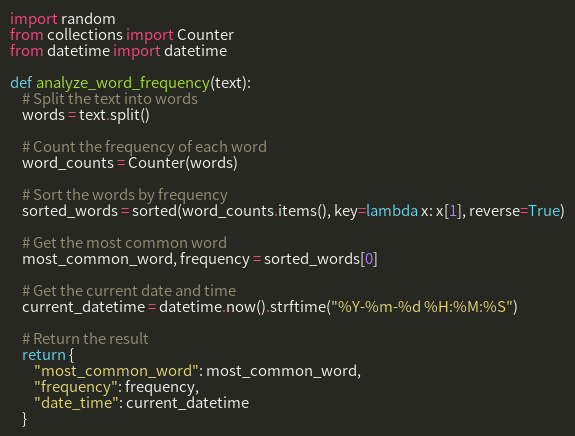 import random
from collections import Counter
from datetime import datetime

def analyze_word_frequency(text):
    # Split the text into words
    words = text.split()

    # Count the frequency of each word
    word_counts = Counter(words)

    # Sort the words by frequency
    sorted_words = sorted(word_counts.items(), key=lambda x: x[1], reverse=True)

    # Get the most common word
    most_common_word, frequency = sorted_words[0]

    # Get the current date and time
    current_datetime = datetime.now().strftime("%Y-%m-%d %H:%M:%S")

    # Return the result
    return {
        "most_common_word": most_common_word,
        "frequency": frequency,
        "date_time": current_datetime
    }